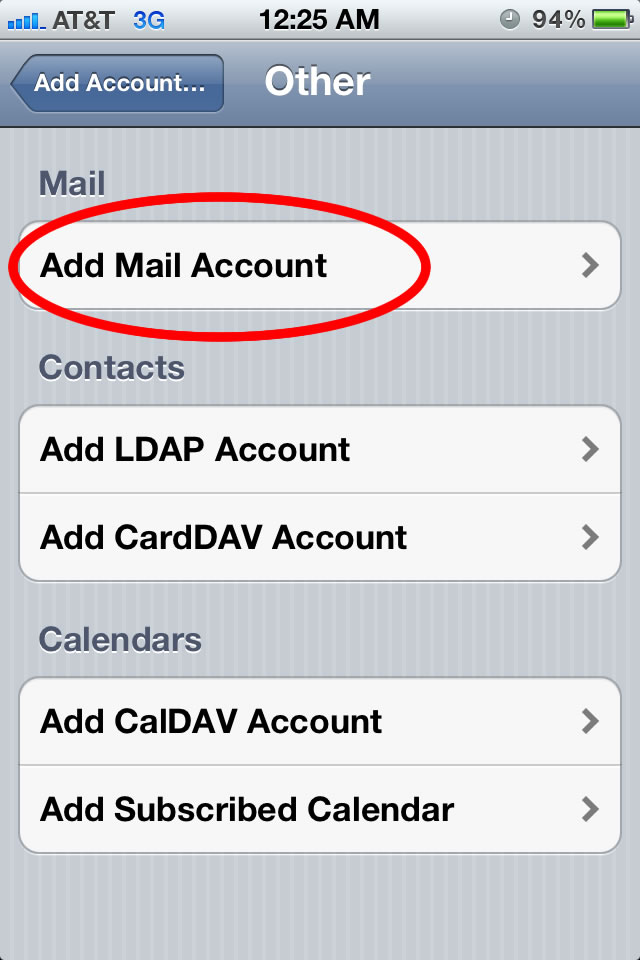 AT&T 3G 12:25 AM 94%
Add Account... Other
Mail
Add Mail Account
Contacts
Add LDAP Account
Add CardDAV Account
Calendars
Add CalDAV Account
Add Subscribed Calendar